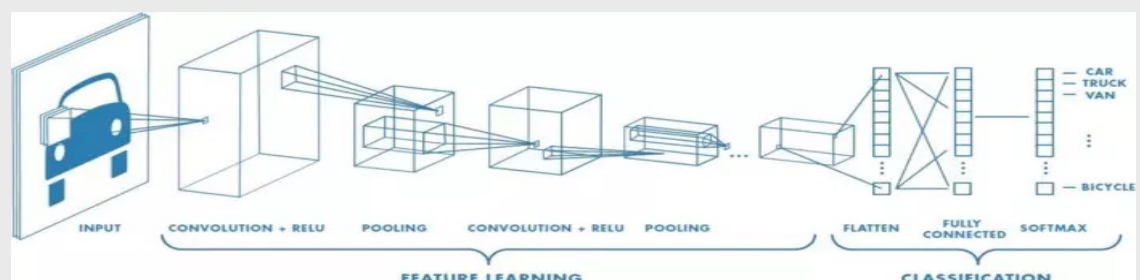 CAR
TRUCK
VAN
BICYCLE
INPUT
CONVOLUTION + RELU
POOLING
CONVOLUTION + RELU
POOLING
FLATTEN
FULLY
CONNECTED
SOFTMAX
FEATURE LEARNING
CLASSIFICATION